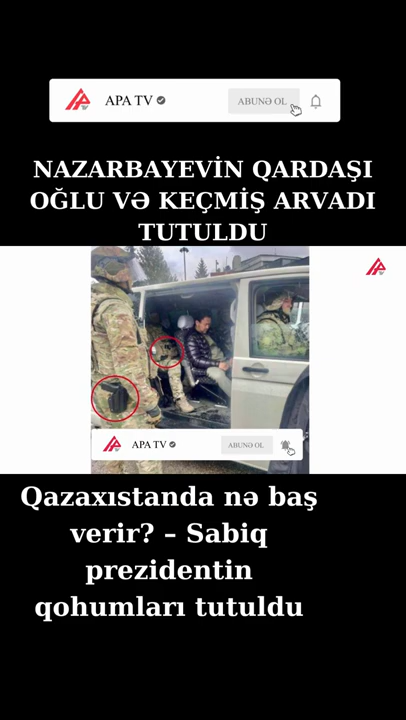 APA TV
ABUNƏ OL
NAZARBAYEVİN QARDAŞI
OĞLU VƏ KEÇMİŞ ARVADI
TUTULDU
APA TV
ABUNƏ OL
Qazaxıstanda nə baş
verir? – Sabiq
prezidentin
qohumları tutuldu